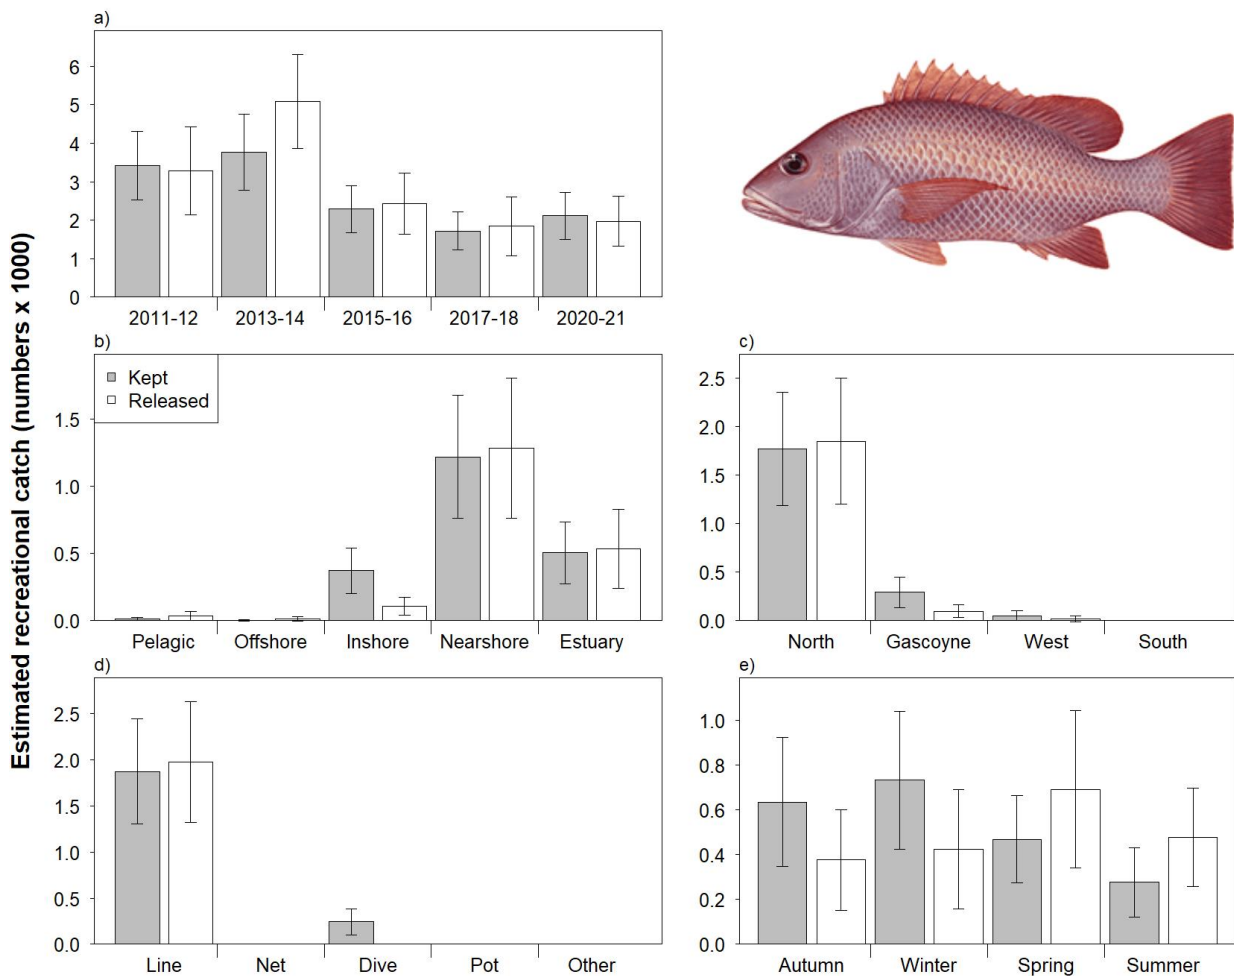 a)
Estimated recreational catch (numbers x 1000)
6
5
4
3
2
1
0
2011-12 2013-14 2015-16 2017-18 2020-21
b)
Kept
Released
1.5
1.0
0.5
0.0
Pelagic Offshore Inshore Nearshore Estuary
c)
2.5
2.0
1.5
1.0
0.5
0.0
North Gascoyne West South
d)
2.5
2.0
1.5
1.0
0.5
0.0
Line Net Dive Pot Other
e)
1.0
0.8
0.6
0.4
0.2
0.0
Autumn Winter Spring Summer